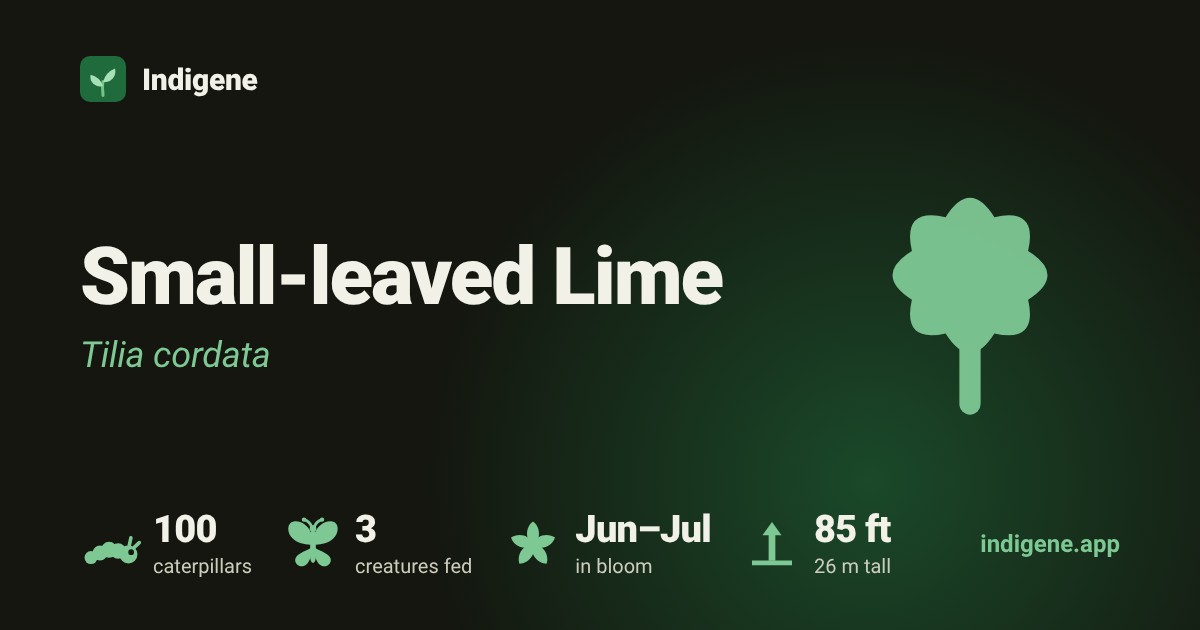 Indigene
Small-leaved Lime
Tilia cordata
100
caterpillars
3
creatures fed
Jun–Jul
in bloom
85 ft
26 m tall
indigene.app